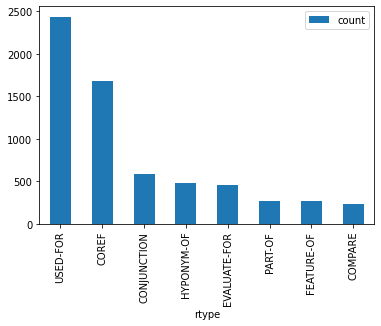 2500
2000
1500
1000
500
0
count
USED-FOR
COREF
CONJUNCTION
HYPONYM-OF
EVALUATE-FOR
PART-OF
FEATURE-OF
COMPARE
rtype